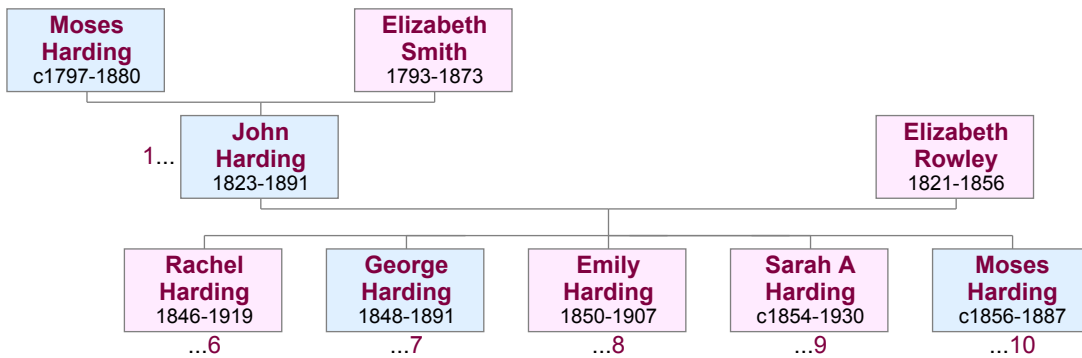 Moses
Harding
c1797-1880
Elizabeth
Smith
1793-1873
1...
John
Harding
1823-1891
Elizabeth
Rowley
1821-1856
Rachel
Harding
1846-1919
...6
George
Harding
1848-1891
...7
Emily
Harding
1850-1907
...8
Sarah A
Harding
c1854-1930
...9
Moses
Harding
c1856-1887
...10